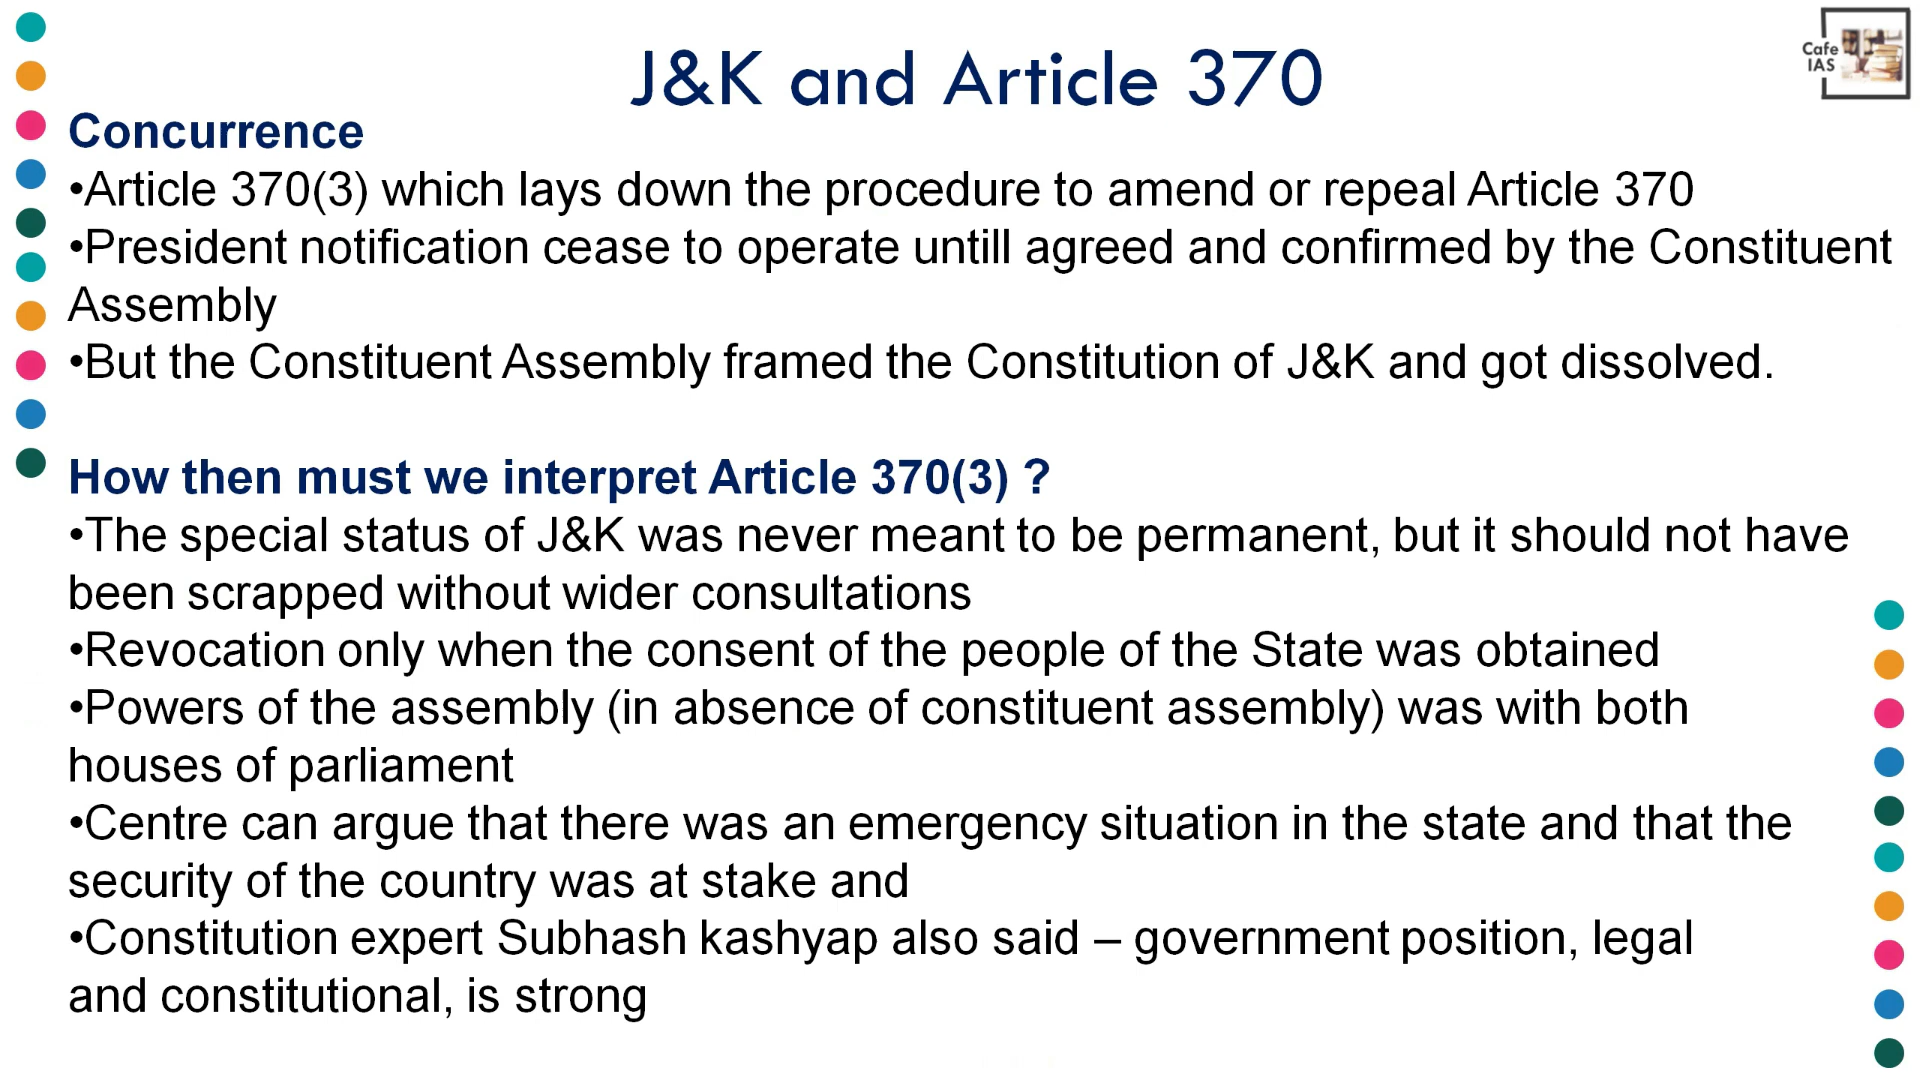 J&K and Article 370
Cafe
IAS
Concurrence
•Article 370(3) which lays down the procedure to amend or repeal Article 370
•President notification cease to operate untill agreed and confirmed by the Constituent
Assembly
•But the Constituent Assembly framed the Constitution of J&K and got dissolved.
How then must we interpret Article 370(3) ?
•The special status of J&K was never meant to be permanent, but it should not have
been scrapped without wider consultations
•Revocation only when the consent of the people of the State was obtained
•Powers of the assembly (in absence of constituent assembly) was with both
houses of parliament
•Centre can argue that there was an emergency situation in the state and that the
security of the country was at stake and
•Constitution expert Subhash kashyap also said – government position, legal
and constitutional, is strong